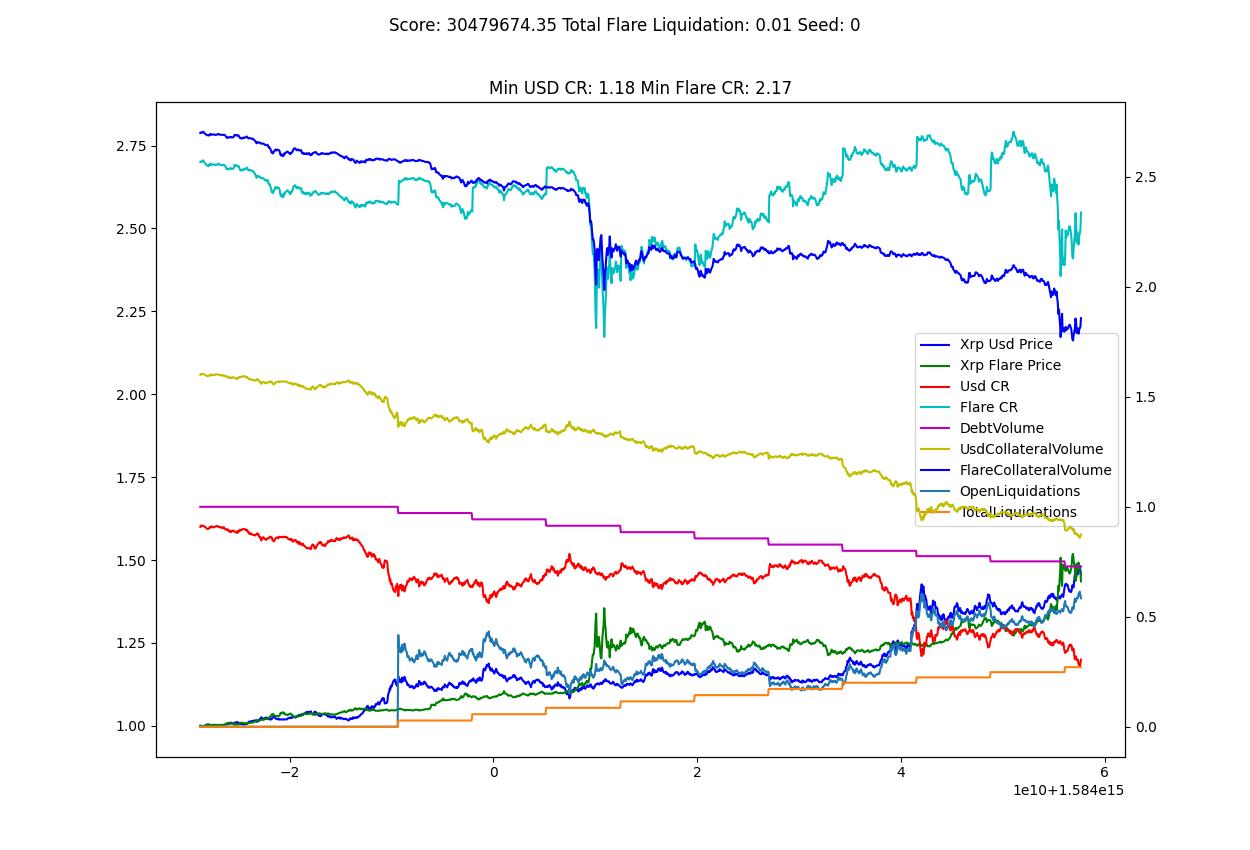 Score: 30479674.35 Total Flare Liquidation: 0.01 Seed: 0
Min USD CR: 1.18 Min Flare CR: 2.17
2.75
2.50
2.25
2.00
1.75
1.50
1.25
1.00
2.5
2.0
1.5
1.0
0.5
0.0
Xrp Usd Price
Xrp Flare Price
Usd CR
Flare CR
DebtVolume
UsdCollateralVolume
FlareCollateralVolume
OpenLiquidations
TotalLiquidations
−2 0 2 4 6
1e10+1.584e15